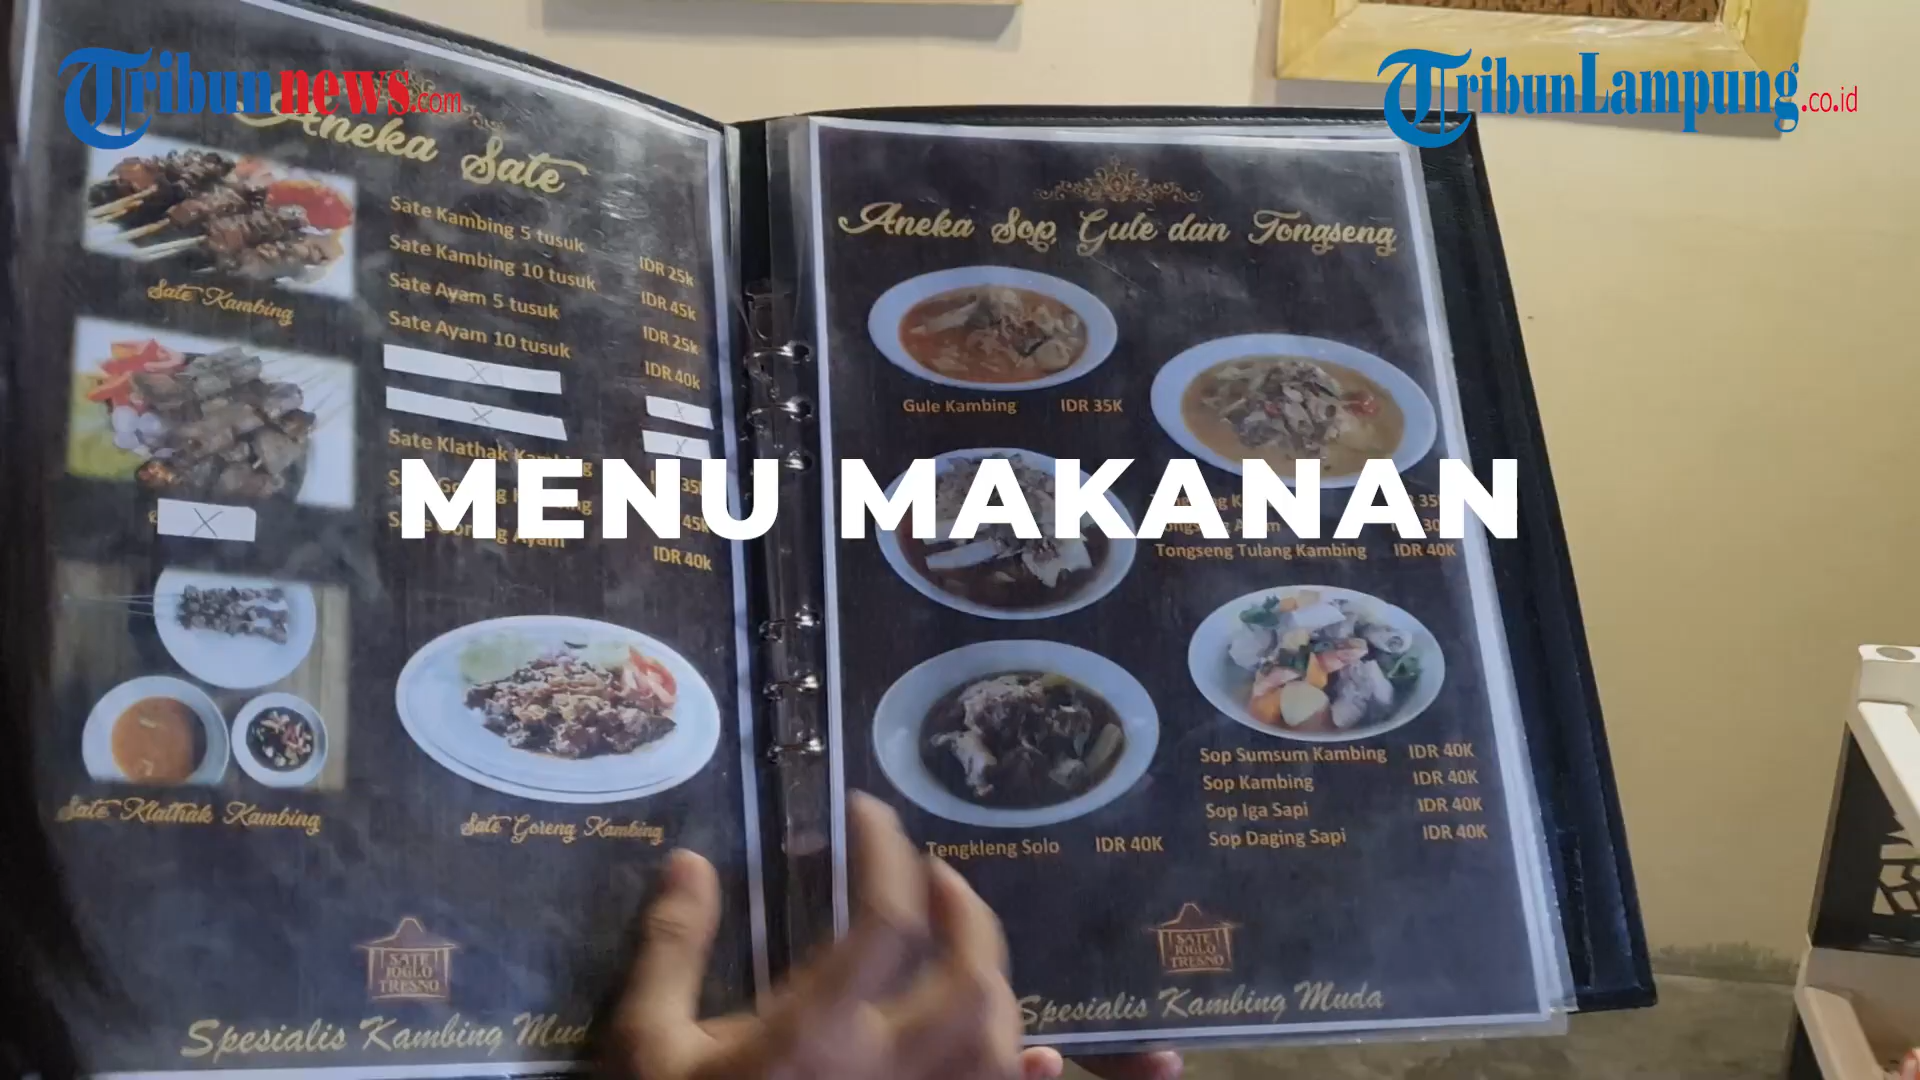 Tribunnews.com
TribunLampung.co.id
Aneka Sate
Sate Kambing 5 tusuk IDR 25k
Sate Kambing 10 tusuk IDR 45k
Sate Ayam 5 tusuk IDR 25k
Sate Ayam 10 tusuk IDR 40k
Sate Klathak Kambing 35k
45k
IDR 40k
Sate Kambing
Sate Klathak Kambing
Sate Goreng Kambing
SATE
JOGLO
TRESNO
Spesialis Kambing
MENU MAKANAN
Aneka Sop, Gule dan Tongseng
Gule Kambing IDR 35K
Tongseng Tulang Kambing IDR 40K
Sop Sumsum Kambing IDR 40K
Sop Kambing IDR 40K
Sop Iga Sapi IDR 40K
Sop Daging Sapi IDR 40K
Tengkleng Solo IDR 40K
SATE
JOGLO
TRESNO
Spesialis Kambing Muda